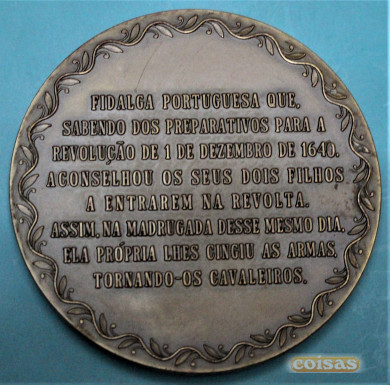 FIDALGA PORTUGUESA QUE,
SABENDO DOS PREPARATIVOS PARA A
REVOLUÇÃO DE 1 DE DEZEMBRO DE 1640,
ACONSELHOU OS SEUS DOIS FILHOS
A ENTRAREM NA REVOLTA.
ASSIM, NA MADRUGADA DESSE MESMO DIA,
ELA PRÓPRIA LHES CINGIU AS ARMAS,
TORNANDO-OS CAVALEIROS.
coisas